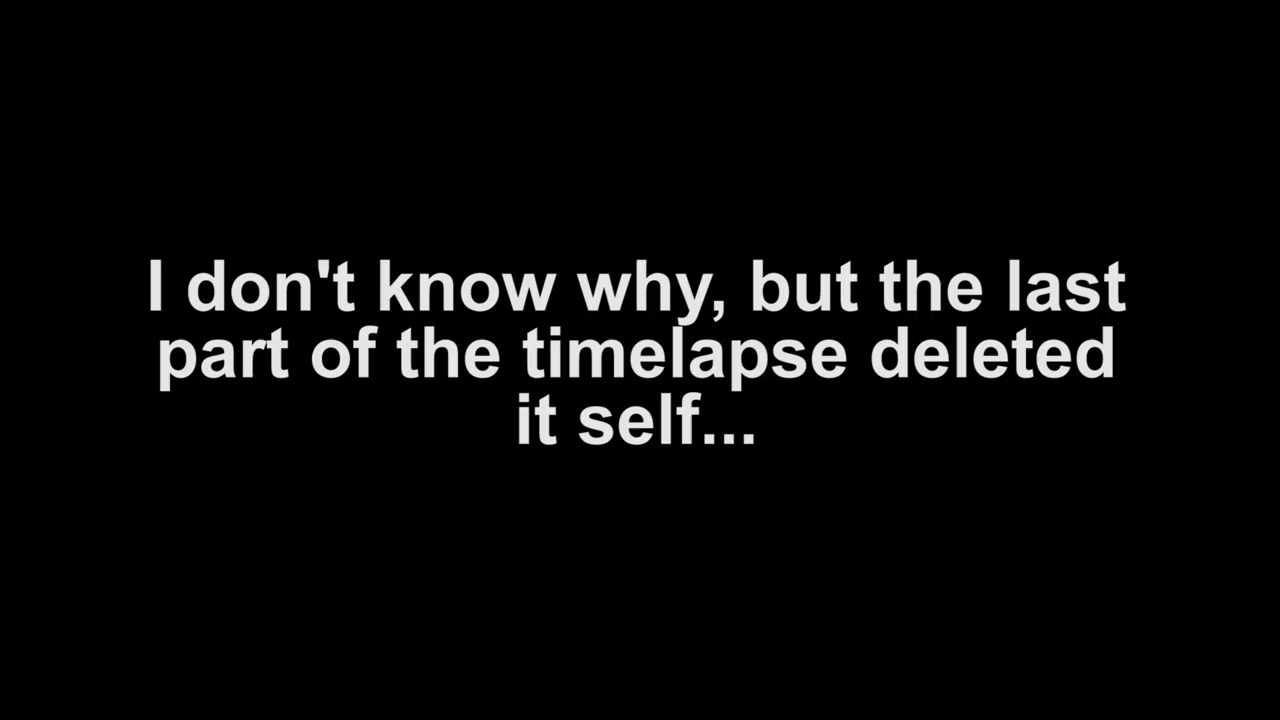 I don't know why, but the last
part of the timelapse deleted
it self...